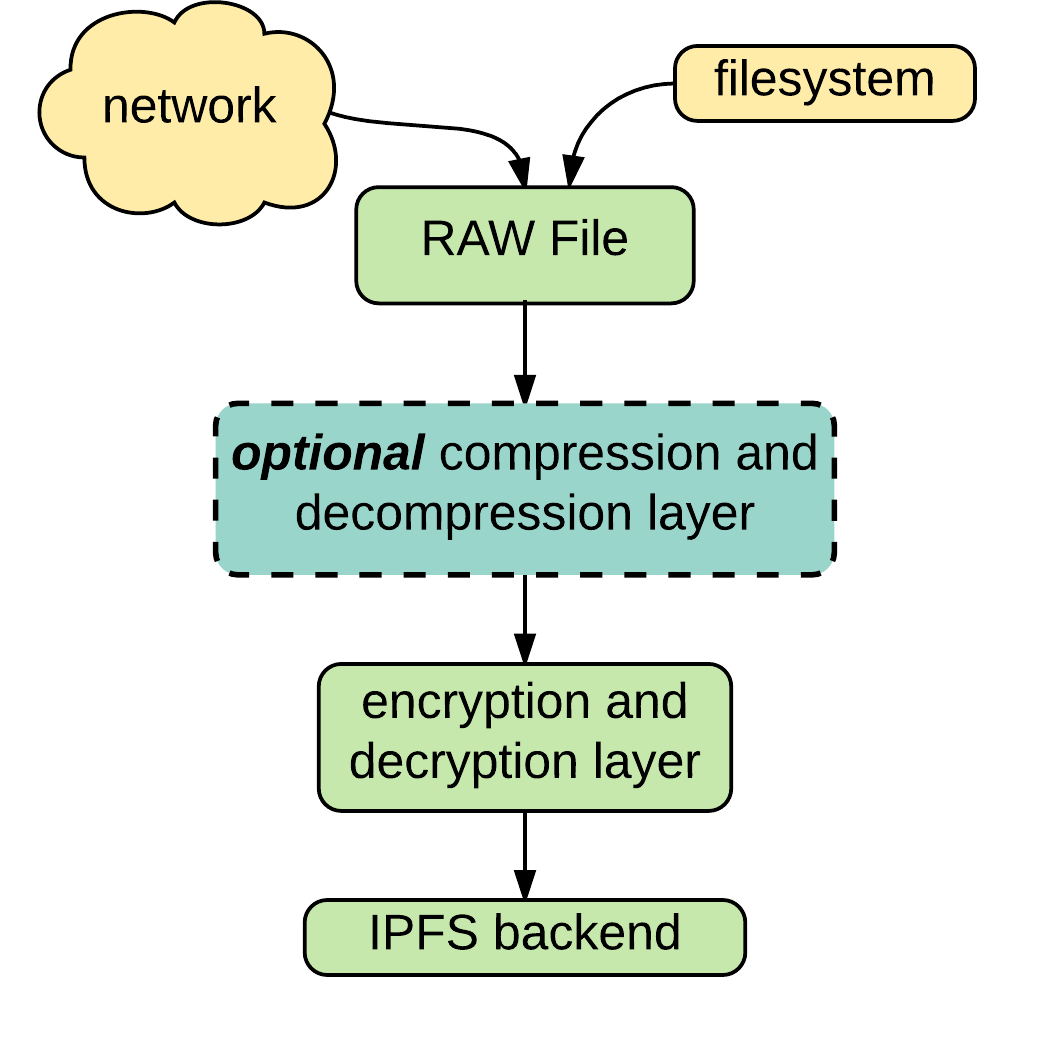 network
filesystem
RAW File
optional compression and
decompression layer
encryption and
decryption layer
IPFS backend